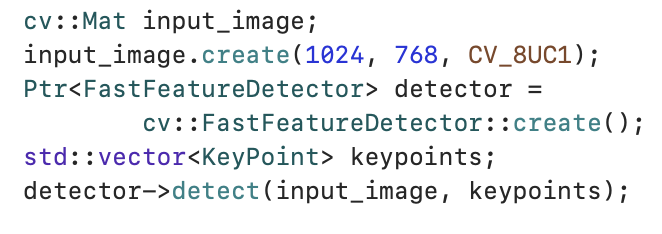 cv::Mat input_image;
input_image.create(1024, 768, CV_8UC1);
Ptr<FastFeatureDetector> detector =
        cv::FastFeatureDetector::create();
std::vector<KeyPoint> keypoints;
detector->detect(input_image, keypoints);